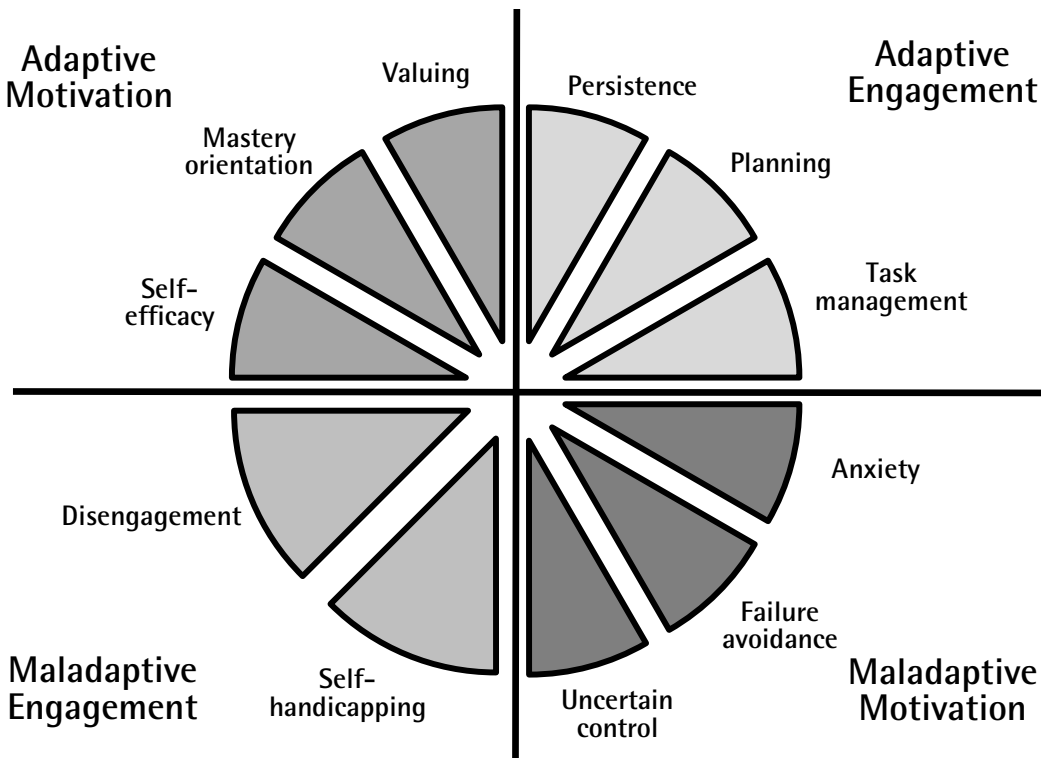 Adaptive
Motivation
Valuing
Persistence
Adaptive
Engagement
Mastery
orientation
Planning
Self-
efficacy
Task
management
Disengagement
Anxiety
Maladaptive
Engagement
Self-
handicapping
Uncertain
control
Failure
avoidance
Maladaptive
Motivation